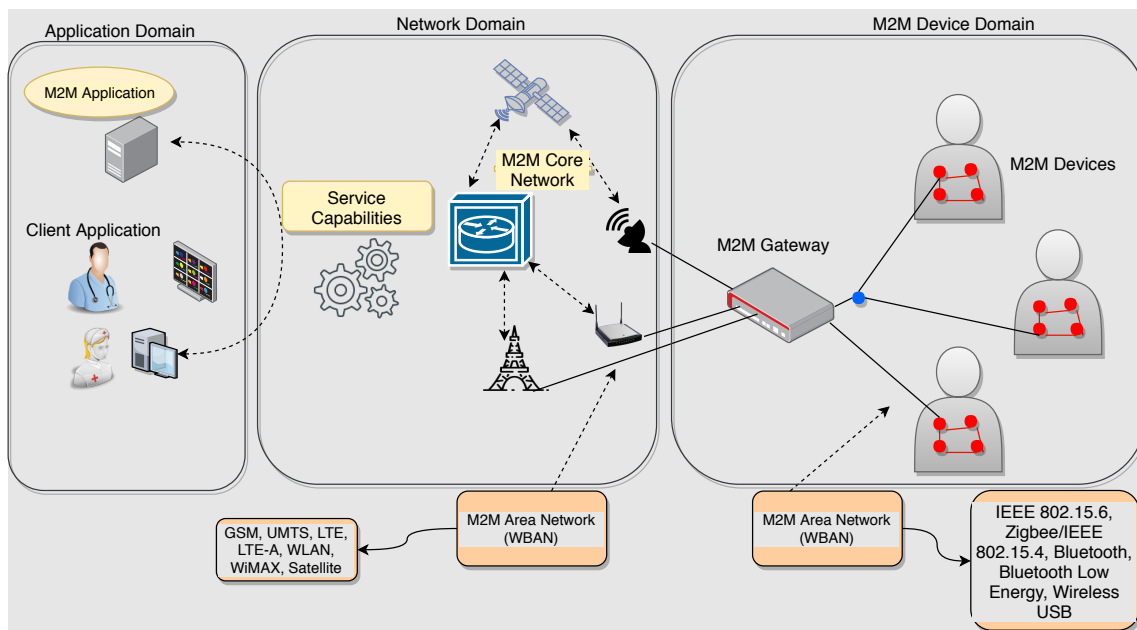 Application Domain
Network Domain
M2M Device Domain
M2M Application
Client Application
Service
Capabilities
M2M Core
Network
M2M Gateway
M2M Devices
GSM, UMTS, LTE,
LTE-A, WLAN,
WiMAX, Satellite
M2M Area Network
(WBAN)
M2M Area Network
(WBAN)
IEEE 802.15.6,
Zigbee/IEEE
802.15.4, Bluetooth,
Bluetooth Low
Energy, Wireless
USB